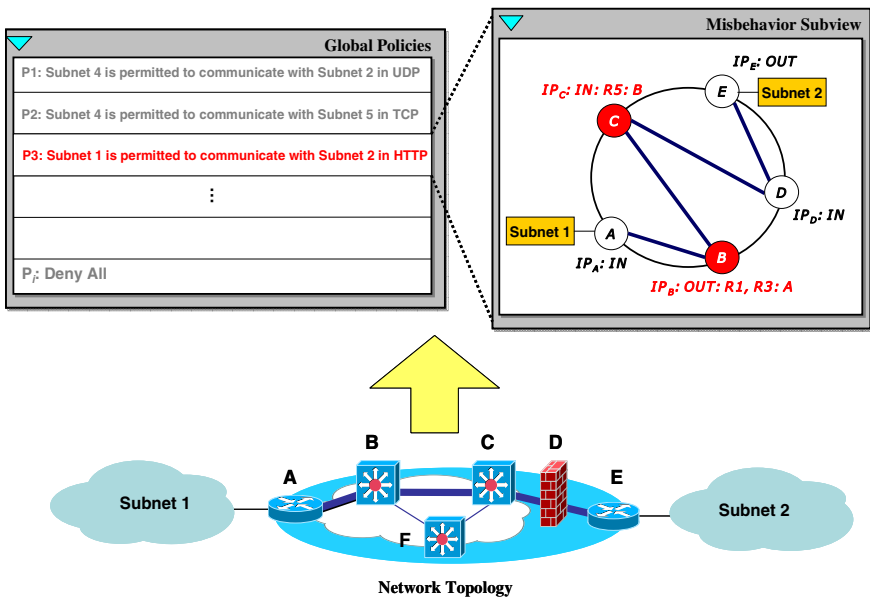 Global Policies
P1: Subnet 4 is permitted to communicate with Subnet 2 in UDP
P2: Subnet 4 is permitted to communicate with Subnet 5 in TCP
P3: Subnet 1 is permitted to communicate with Subnet 2 in HTTP
⋮
Pi: Deny All
Misbehavior Subview
IPE: OUT
IPC: IN: R5: B
E
Subnet 2
C
D
IPD: IN
Subnet 1
A
IPA: IN
B
IPB: OUT: R1, R3: A
B
C
D
A
E
Subnet 1
Subnet 2
F
Network Topology